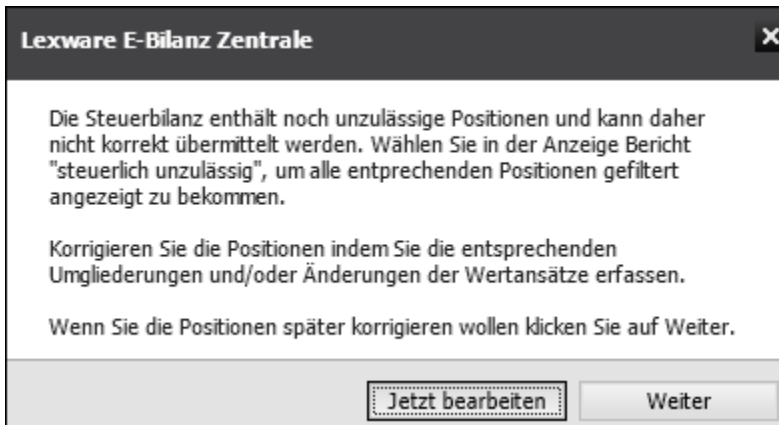 Lexware E-Bilanz Zentrale
Die Steuerbilanz enthält noch unzulässige Positionen und kann daher
nicht korrekt übermittelt werden. Wählen Sie in der Anzeige Bericht
"steuerlich unzulässig", um alle entprechenden Positionen gefiltert
angezeigt zu bekommen.
Korrigieren Sie die Positionen indem Sie die entsprechenden
Umgliederungen und/oder Änderungen der Wertansätze erfassen.
Wenn Sie die Positionen später korrigieren wollen klicken Sie auf Weiter.
Jetzt bearbeiten Weiter